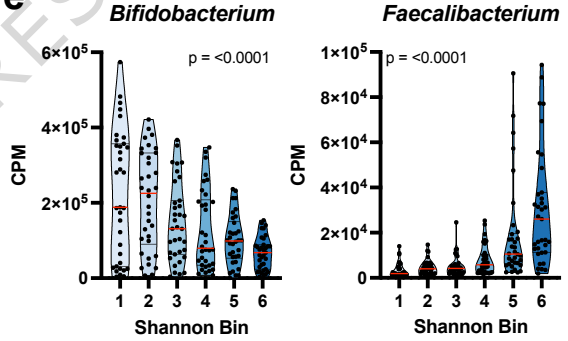 e
RES
Bifidobacterium
6×10⁵
4×10⁵
2×10⁵
0
CPM
p = <0.0001
1 2 3 4 5 6
Shannon Bin
Faecalibacterium
1×10⁵
8×10⁴
6×10⁴
4×10⁴
2×10⁴
0
CPM
p = <0.0001
1 2 3 4 5 6
Shannon Bin